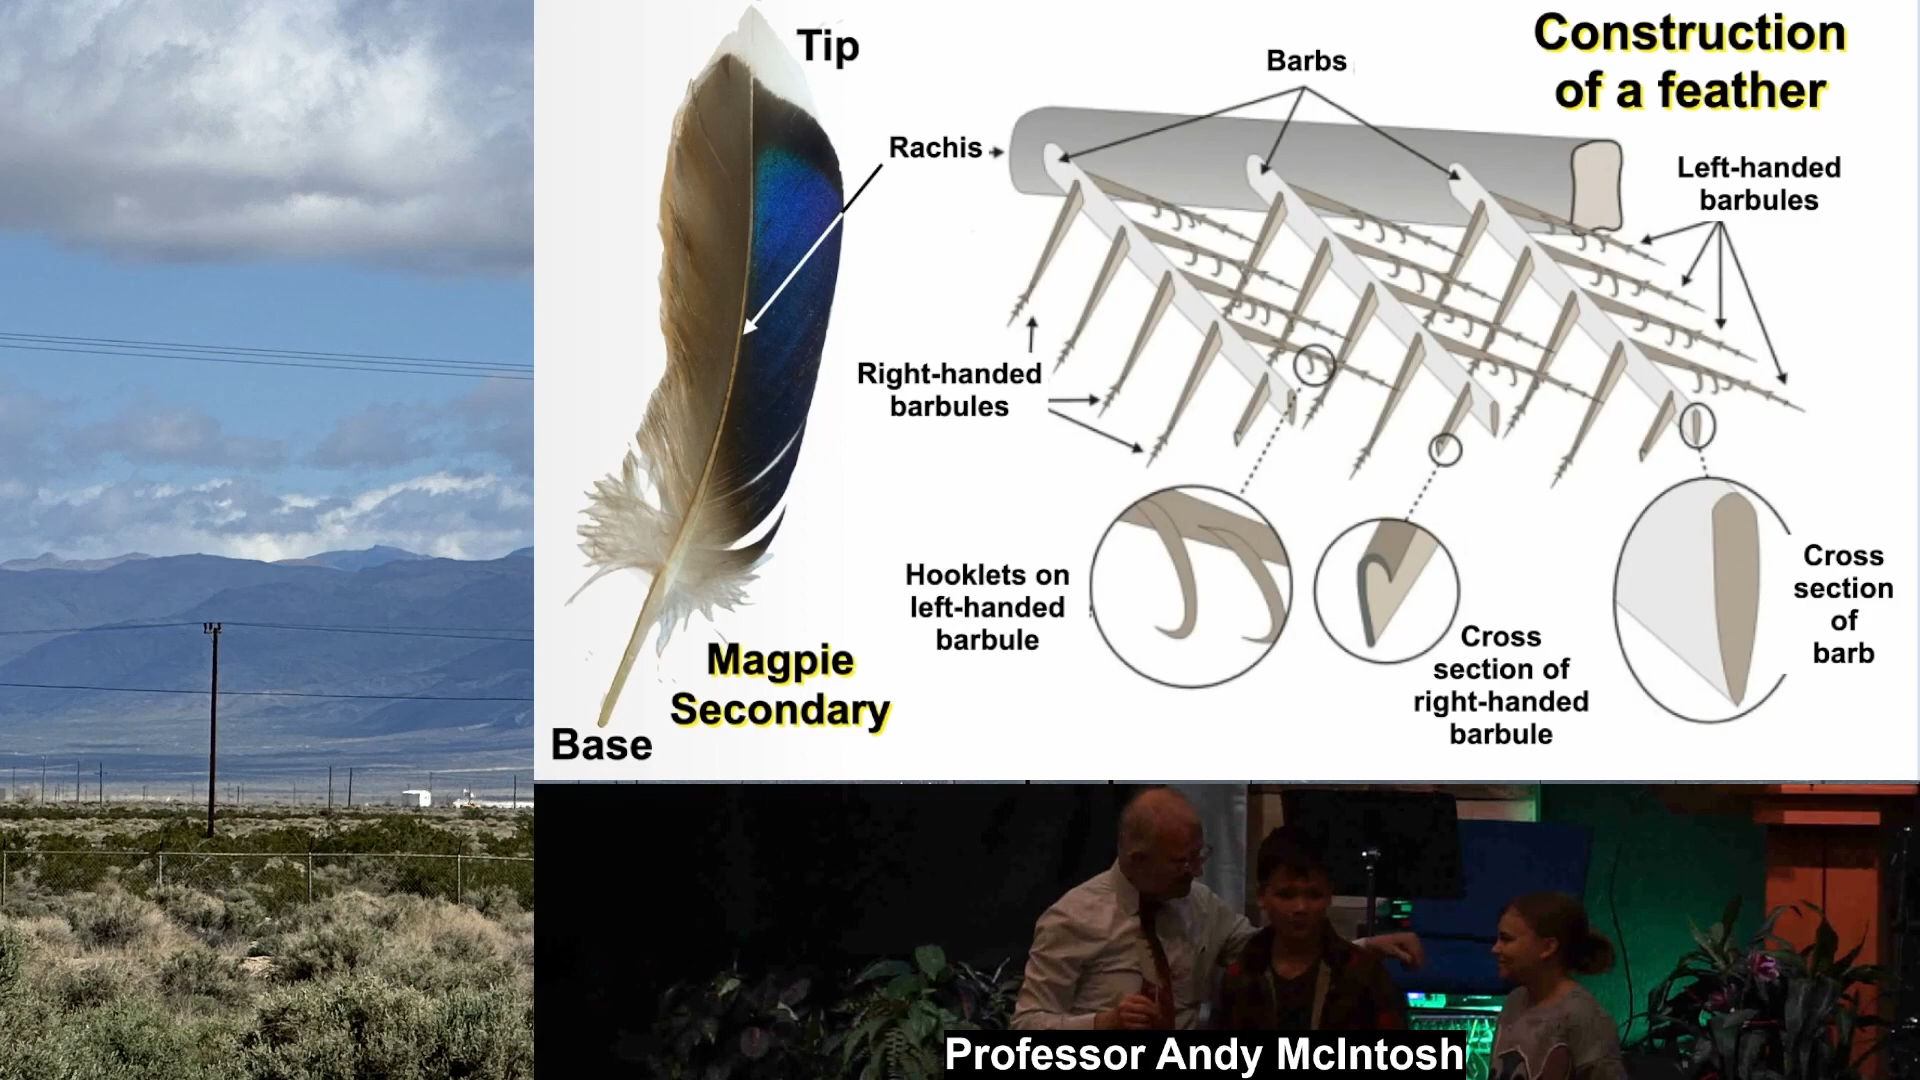 Construction
of a feather
Tip
Barbs
Rachis
Left-handed
barbules
Right-handed
barbules
Hooklets on
left-handed
barbule
Cross
section of
right-handed
barbule
Cross
section
of
barb
Magpie
Secondary
Base
Professor Andy McIntosh